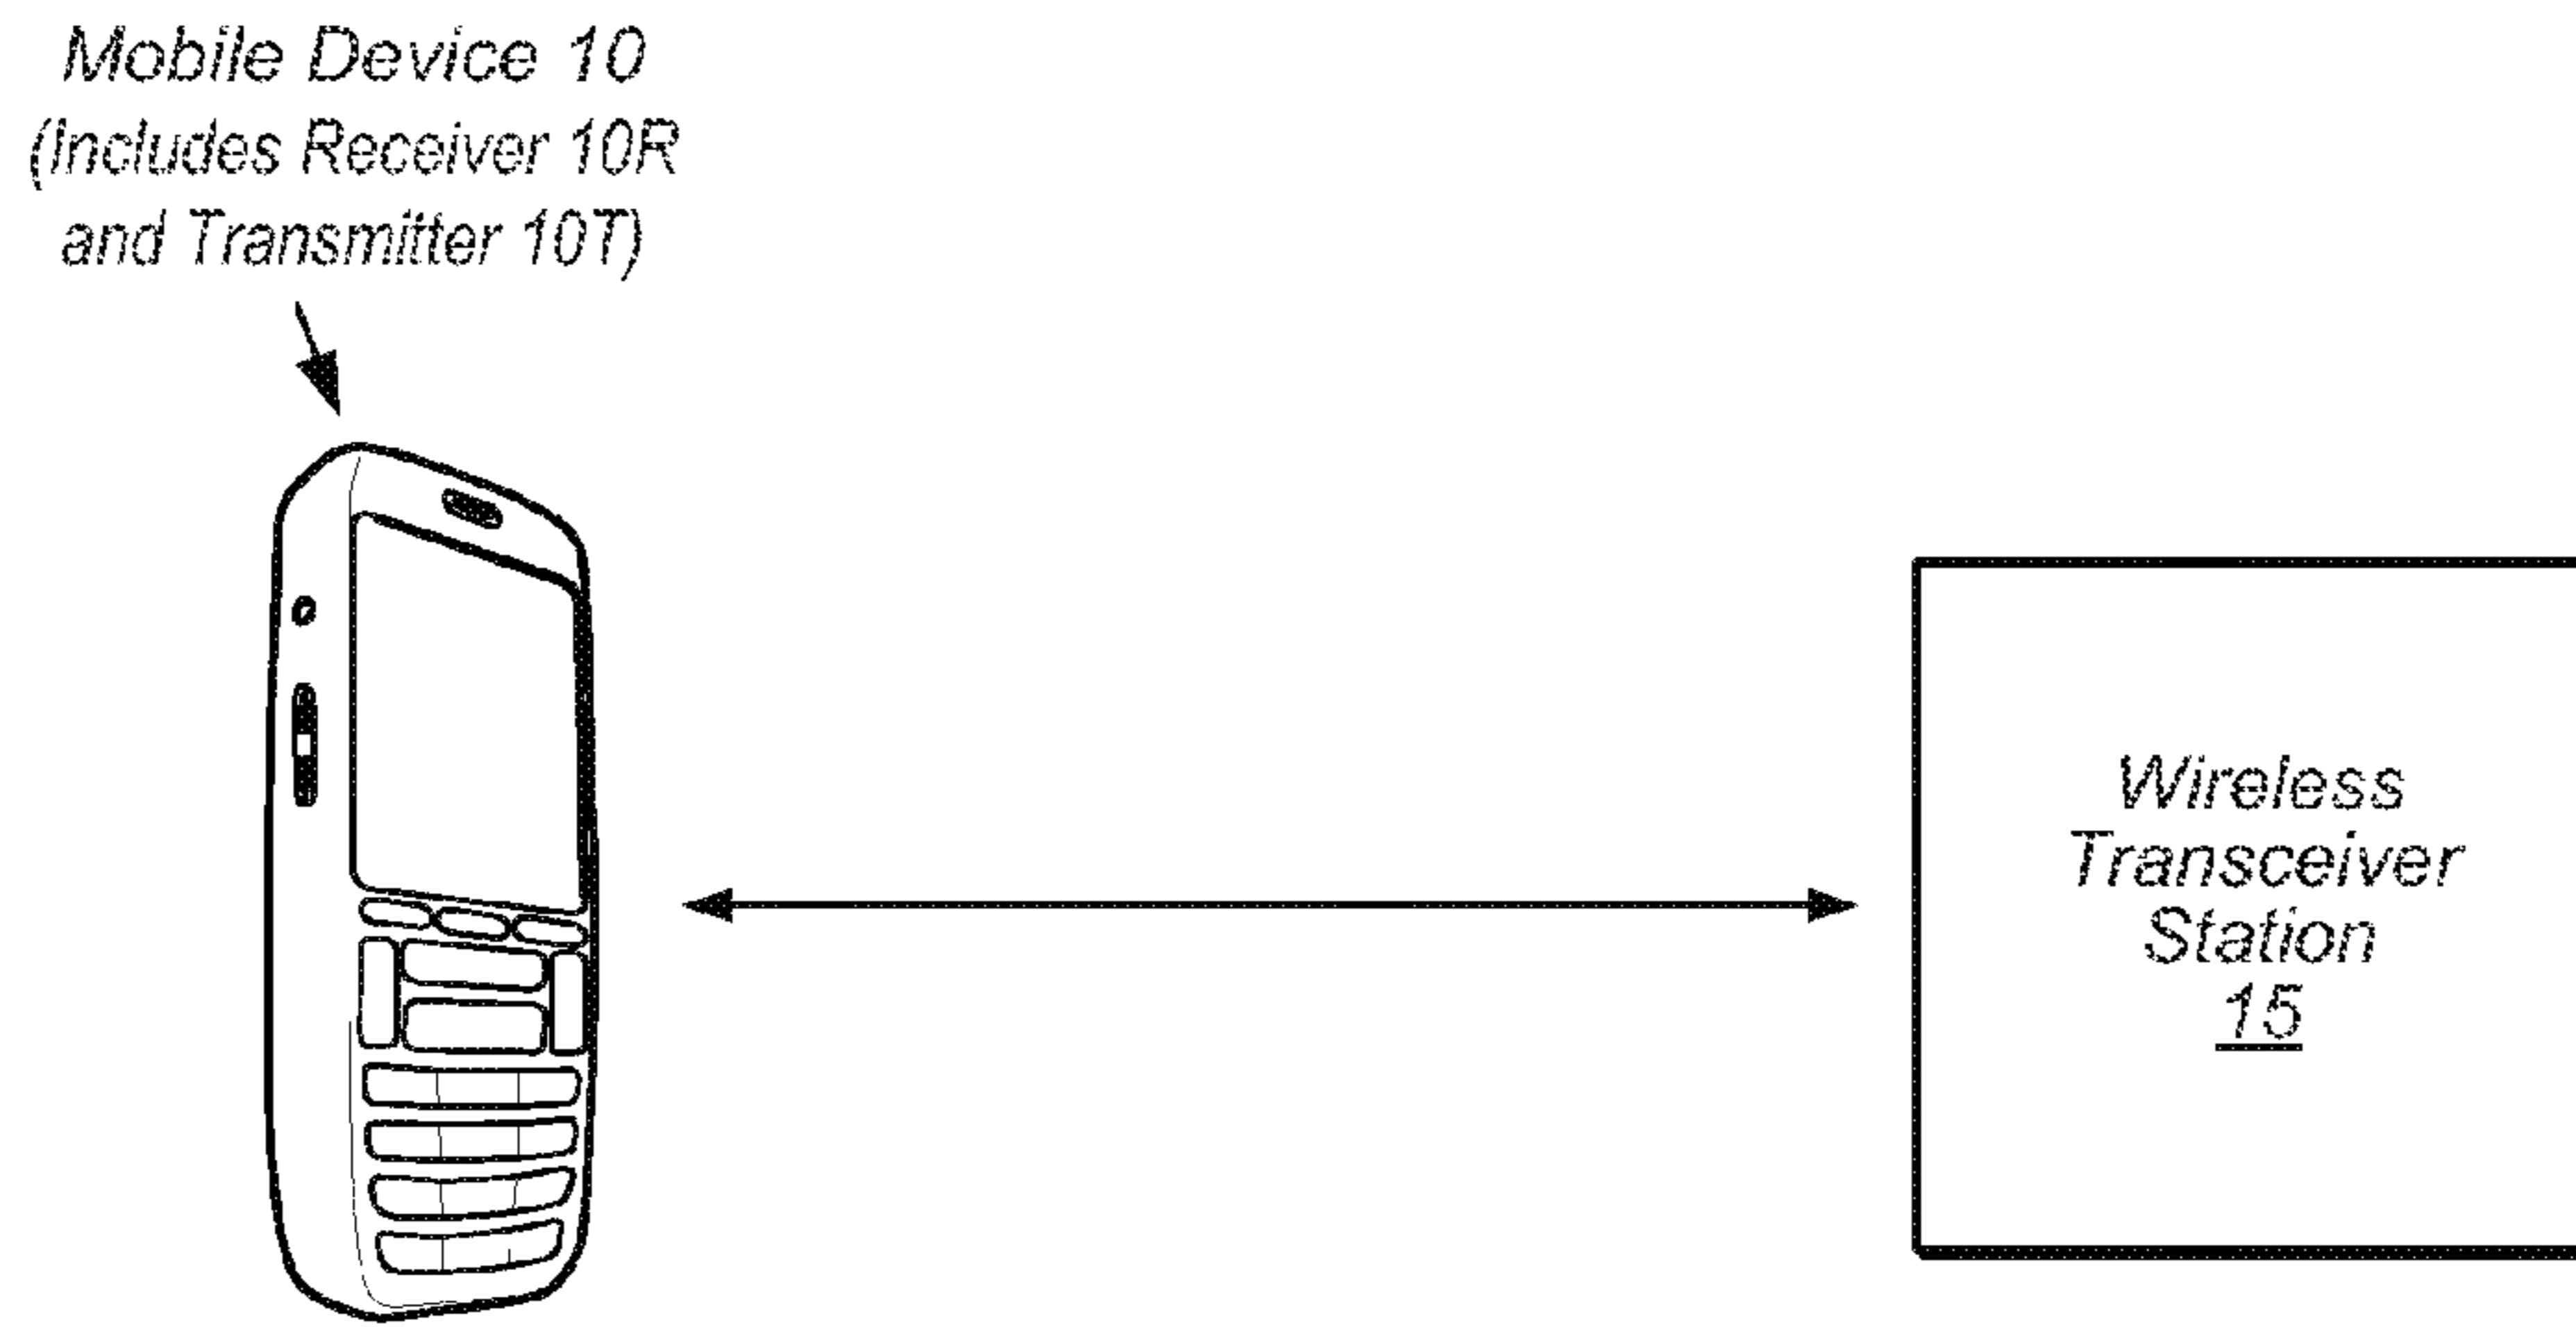 Mobile Device 10
(Includes Receiver 10R
and Transmitter 10T)
Wireless
Transceiver
Station
15